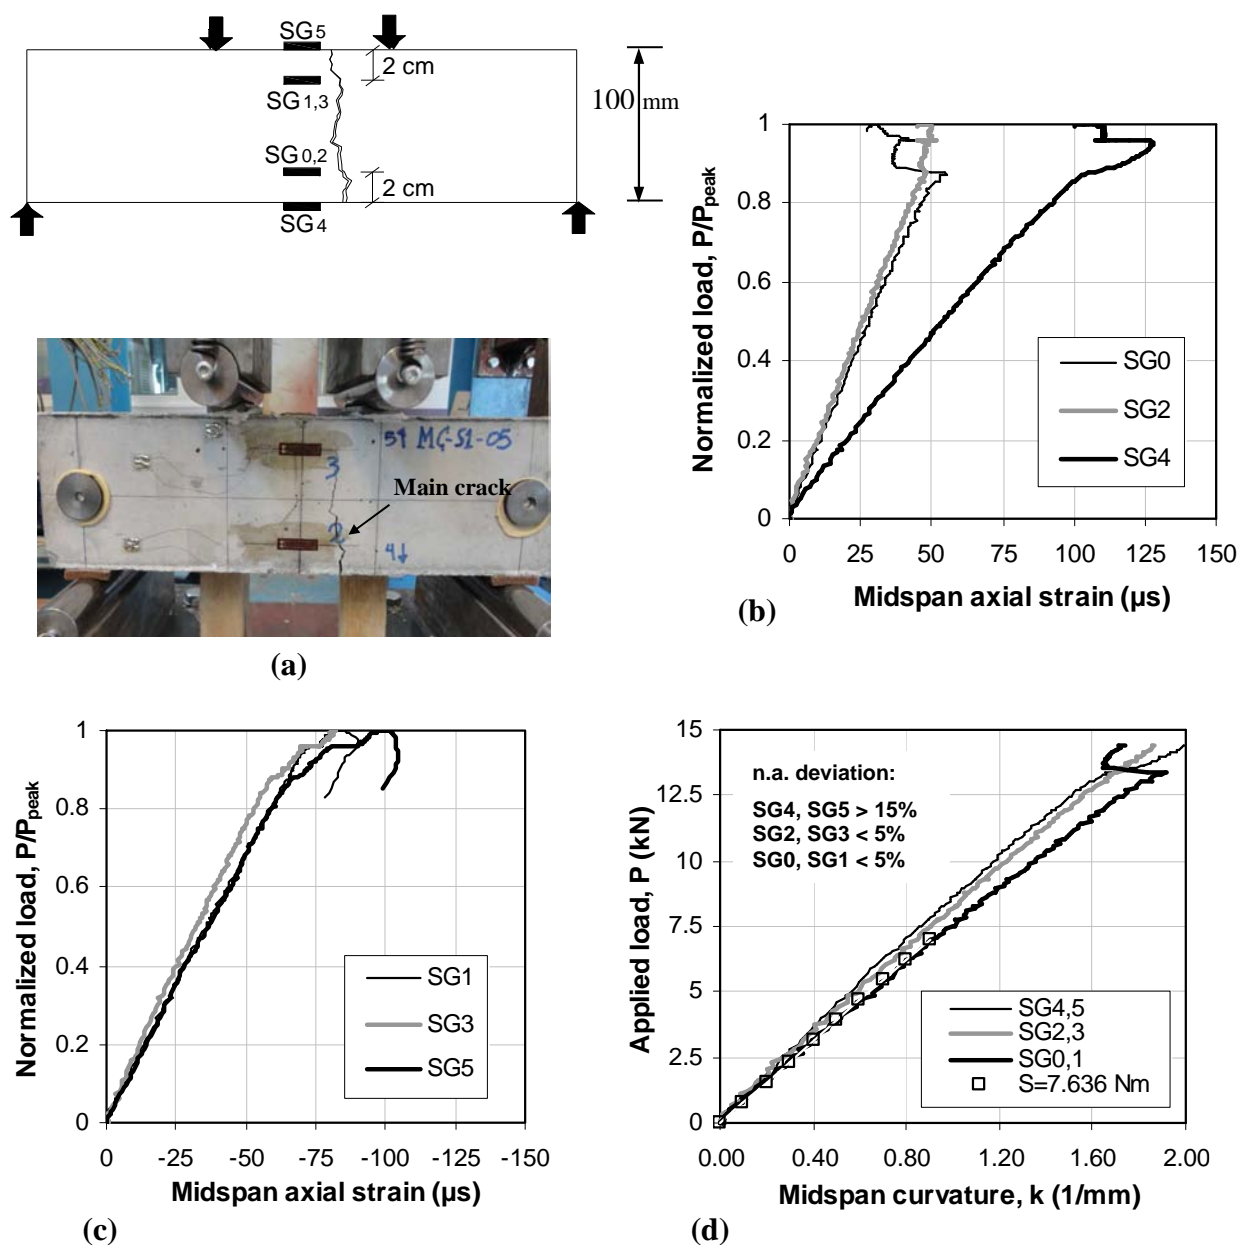 SG5
2 cm
SG1,3
100 mm
SG0,2
2 cm
SG4
3
54 MG-S1-05
Main crack
2
4↓
(a)
Normalized load, P/Ppeak
1
0.8
0.6
0.4
0.2
0
SG0
SG2
SG4
0 25 50 75 100 125 150
Midspan axial strain (μs)
(b)
Normalized load, P/Ppeak
1
0.8
0.6
0.4
0.2
0
SG1
SG3
SG5
0 -25 -50 -75 -100 -125 -150
Midspan axial strain (μs)
(c)
Applied load, P (kN)
15
12.5
10
7.5
5
2.5
0
n.a. deviation:
SG4, SG5 > 15%
SG2, SG3 < 5%
SG0, SG1 < 5%
SG4,5
SG2,3
SG0,1
S=7.636 Nm
0.00 0.40 0.80 1.20 1.60 2.00
Midspan curvature, k (1/mm)
(d)